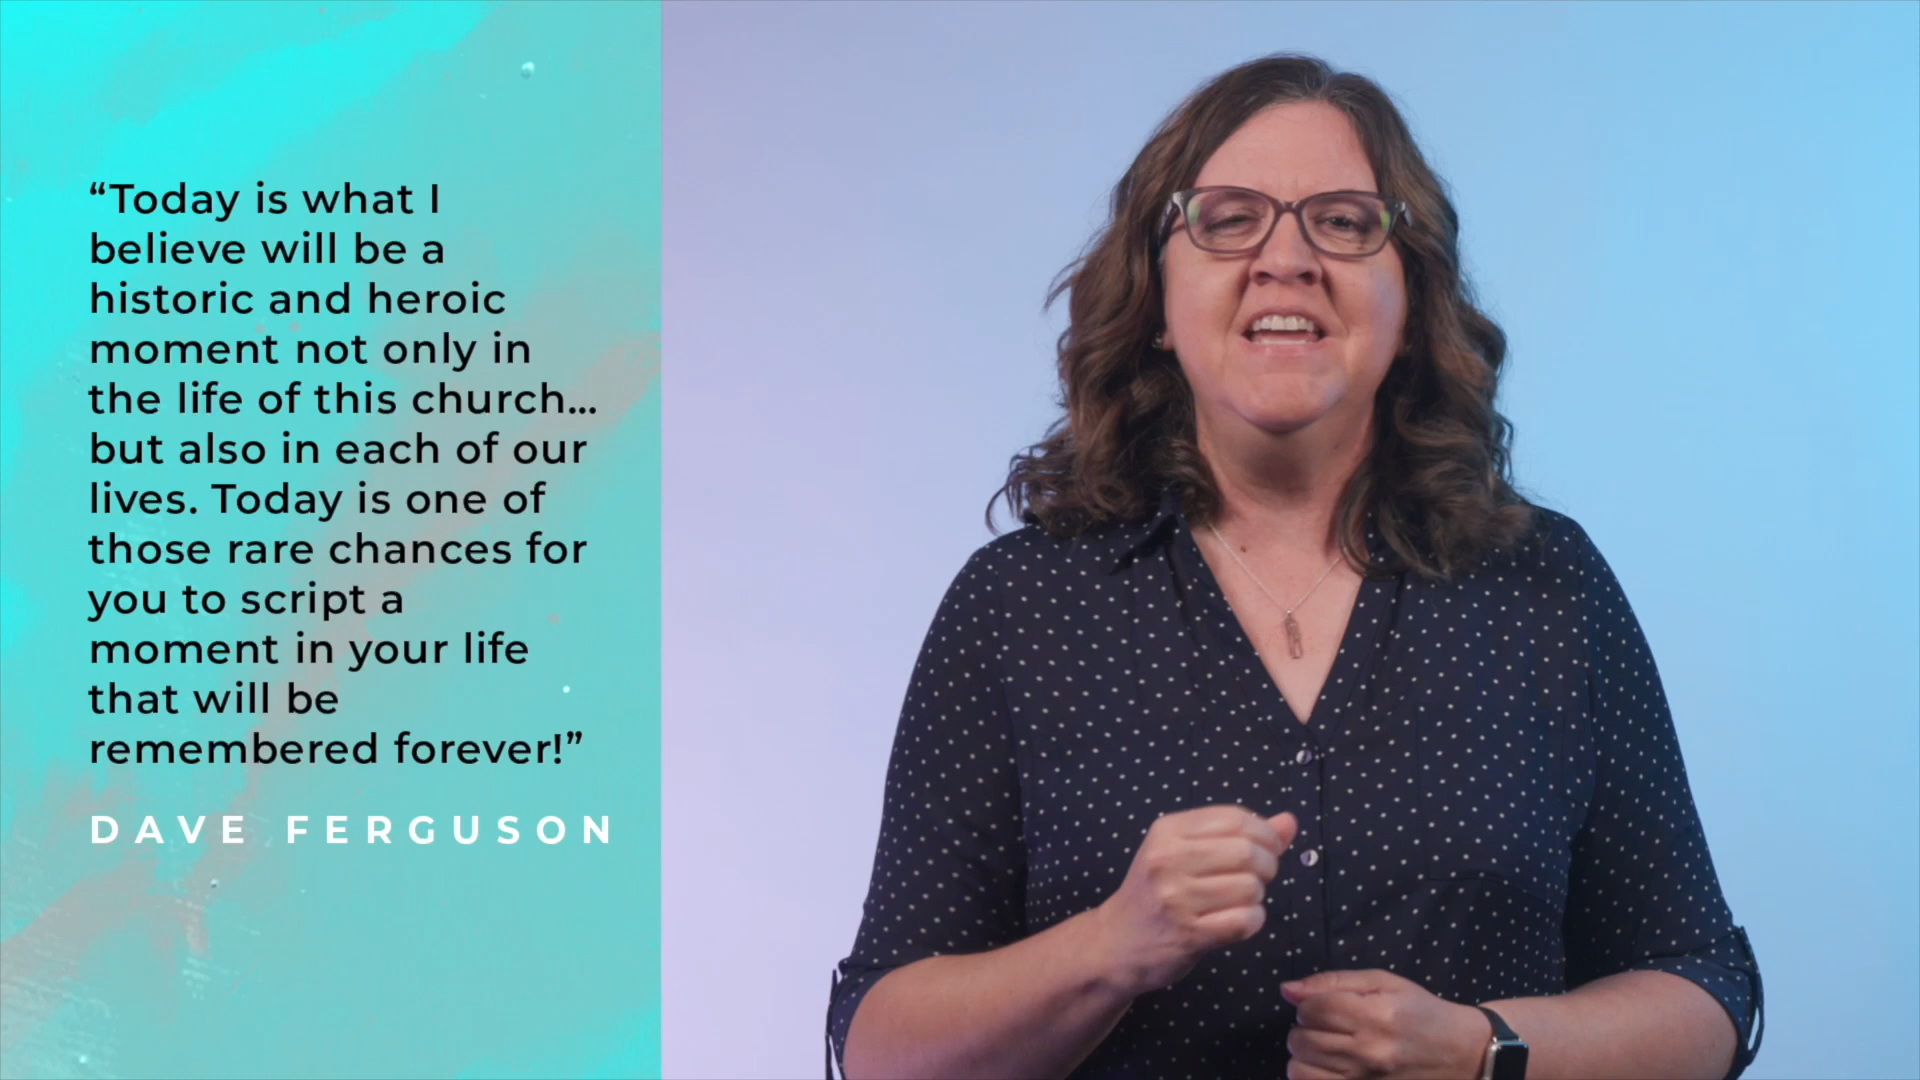 “Today is what I
believe will be a
historic and heroic
moment not only in
the life of this church...
but also in each of our
lives. Today is one of
those rare chances for
you to script a
moment in your life
that will be
remembered forever!”
DAVE FERGUSON